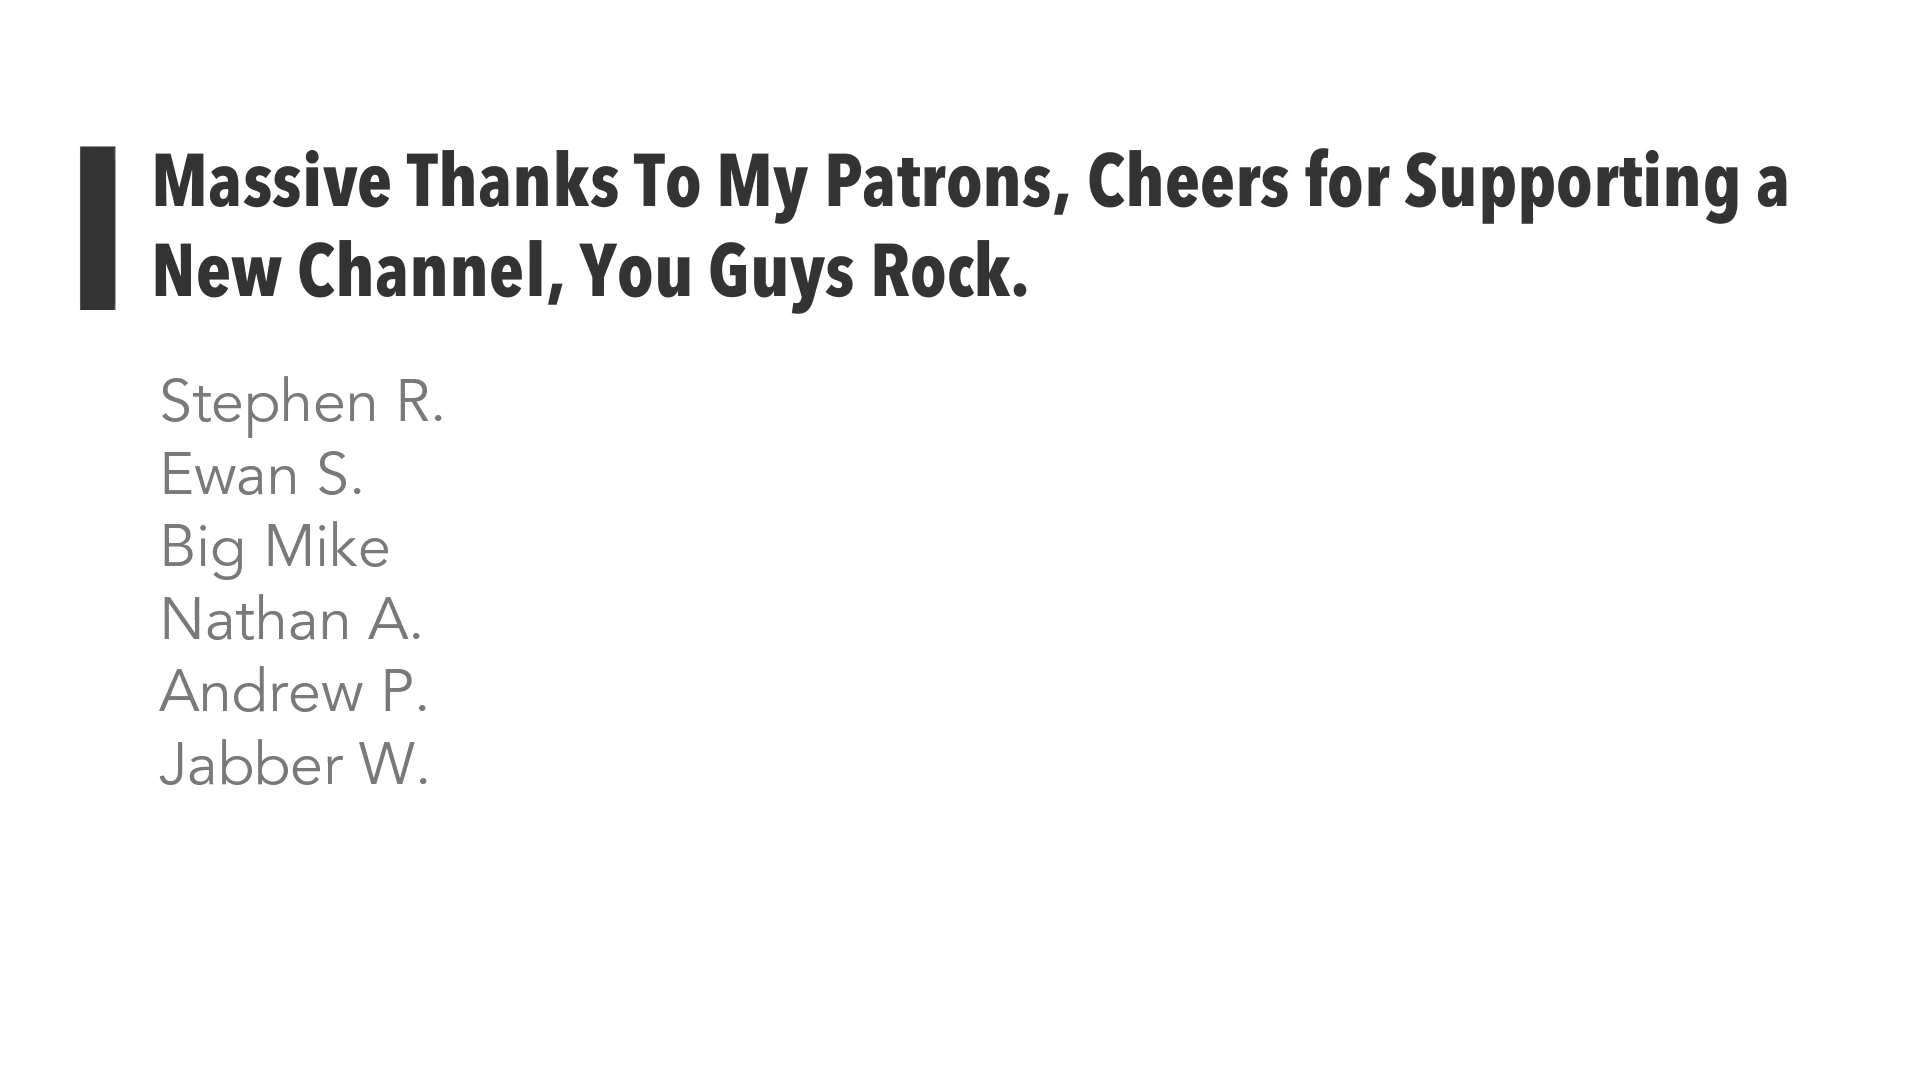 Massive Thanks To My Patrons, Cheers for Supporting a
New Channel, You Guys Rock.
Stephen R.
Ewan S.
Big Mike
Nathan A.
Andrew P.
Jabber W.